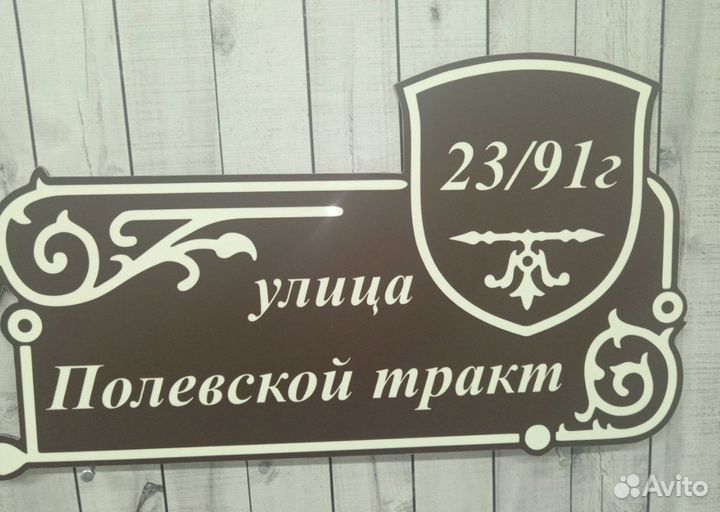 23/91г
улица
Полевской тракт
Avito